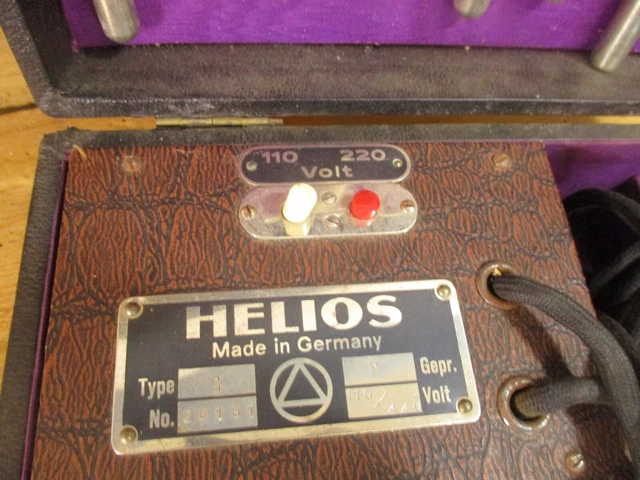 110 220
Volt
HELIOS
Made in Germany
Type
Gepr.
No.
Volt